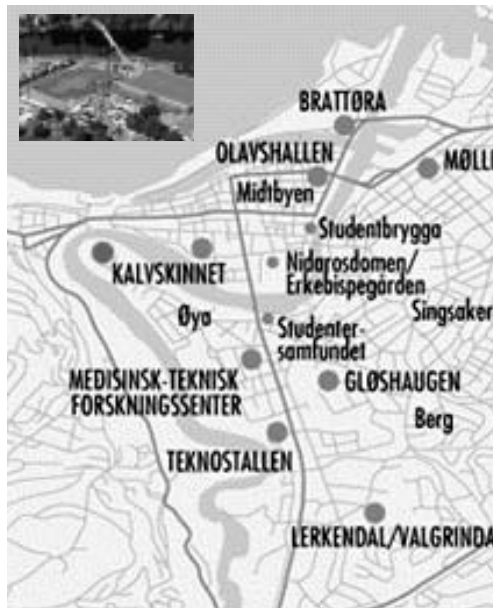 BRATTØRA
OLAVSHALLEN
MØLLE
Midtbyen
Studentbrygga
Nidarosdomen/
Erkebispegården
KALVSKINNET
Singsaker
Øya
Studenter-
samfundet
MEDISINSK-TEKNISK
FORSKNINGSSENTER
GLØSHAUGEN
Berg
TEKNOSTALLEN
LERKENDAL/VALGRINDA